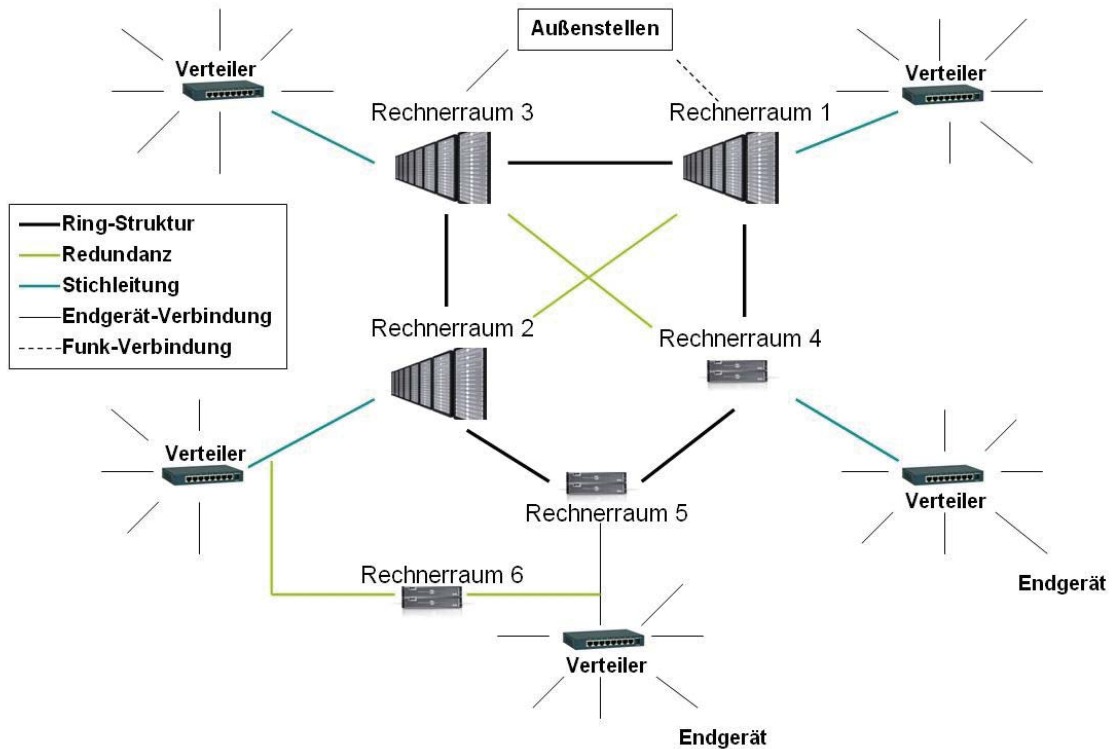 Außenstellen
Verteiler
Verteiler
Rechnerraum 3
Rechnerraum 1
Ring-Struktur
Redundanz
Stichleitung
Endgerät-Verbindung
Funk-Verbindung
Rechnerraum 2
Rechnerraum 4
Verteiler
Verteiler
Rechnerraum 5
Rechnerraum 6
Endgerät
Verteiler
Endgerät